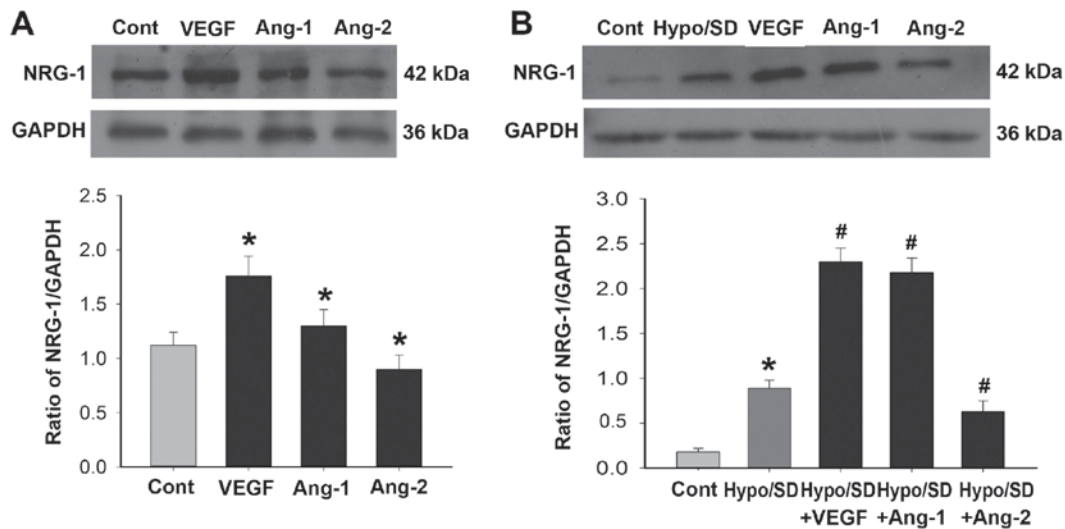 A
Cont VEGF Ang-1 Ang-2
NRG-1 42 kDa
GAPDH 36 kDa
Ratio of NRG-1/GAPDH
2.5
2.0
1.5
1.0
0.5
0.0
* * *
Cont VEGF Ang-1 Ang-2
B
Cont Hypo/SD VEGF Ang-1 Ang-2
NRG-1 42 kDa
GAPDH 36 kDa
Ratio of NRG-1/GAPDH
3.0
2.5
2.0
1.5
1.0
0.5
0.0
* # # #
Cont Hypo/SD Hypo/SD Hypo/SD Hypo/SD
+VEGF +Ang-1 +Ang-2